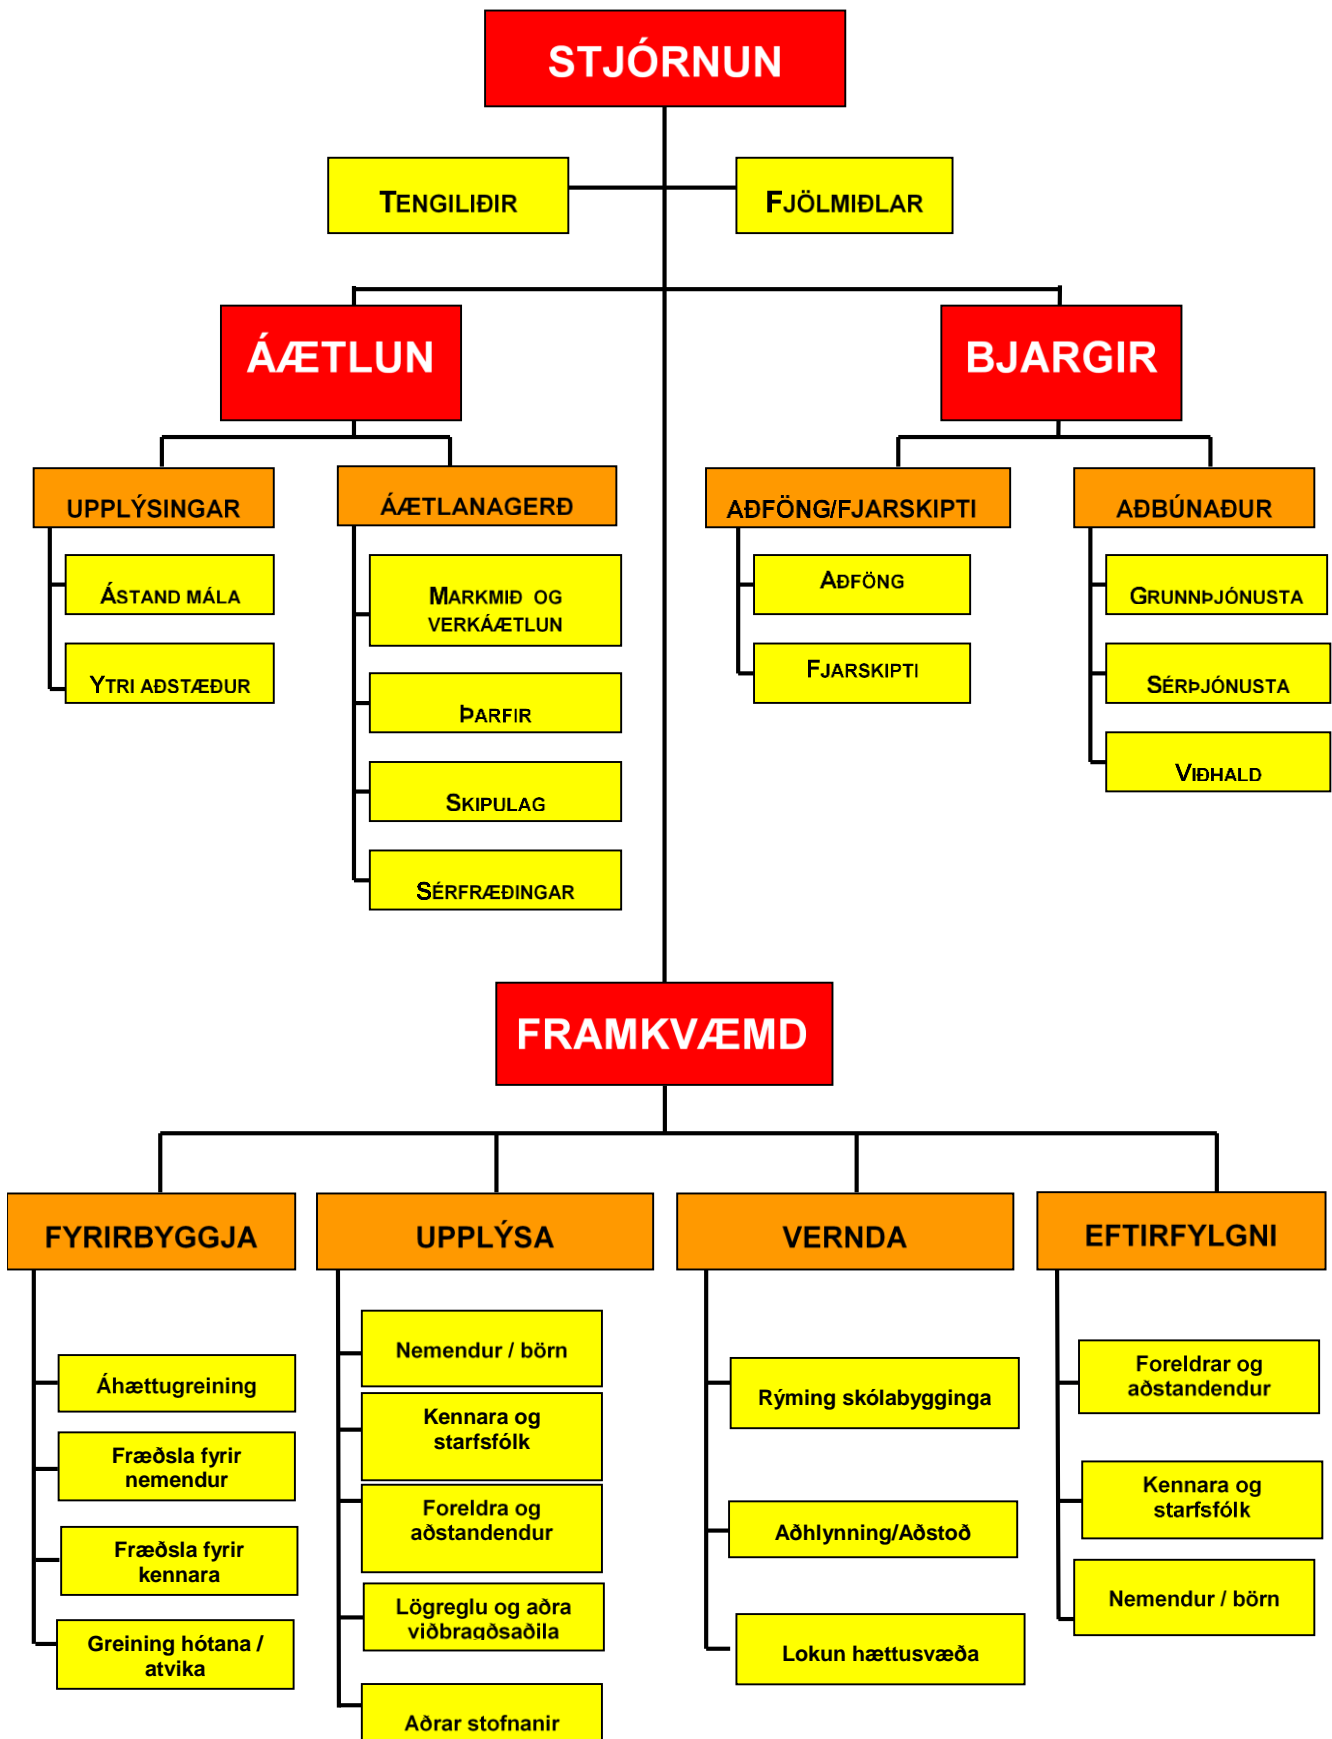 STJÓRNUN
TENGILIÐIR
FJÖLMIÐLAR
ÁÆTLUN
BJARGIR
UPPLÝSINGAR
ÁÆTLANAGERÐ
AÐFÖNG/FJARSKIPTI
AÐBÚNAÐUR
ÁSTAND MÁLA
YTRI AÐSTÆÐUR
MARKMIÐ OG
VERKÁÆTLUN
ÞARFIR
SKIPULAG
SÉRFRÆÐINGAR
AÐFÖNG
FJARSKIPTI
GRUNNÞJÓNUSTA
SÉRÞJÓNUSTA
VIÐHALD
FRAMKVÆMD
FYRIRBYGGJA
UPPLÝSA
VERNDA
EFTIRFYLGNI
Áhættugreining
Fræðsla fyrir
nemendur
Fræðsla fyrir
kennara
Greining hótana /
atvika
Nemendur / börn
Kennara og
starfsfólk
Foreldra og
aðstandendur
Lögreglu og aðra
viðbragðsaðila
Aðrar stofnanir
Rýming skólabygginga
Aðhlynning/Aðstoð
Lokun hættusvæða
Foreldrar og
aðstandendur
Kennara og
starfsfólk
Nemendur / börn